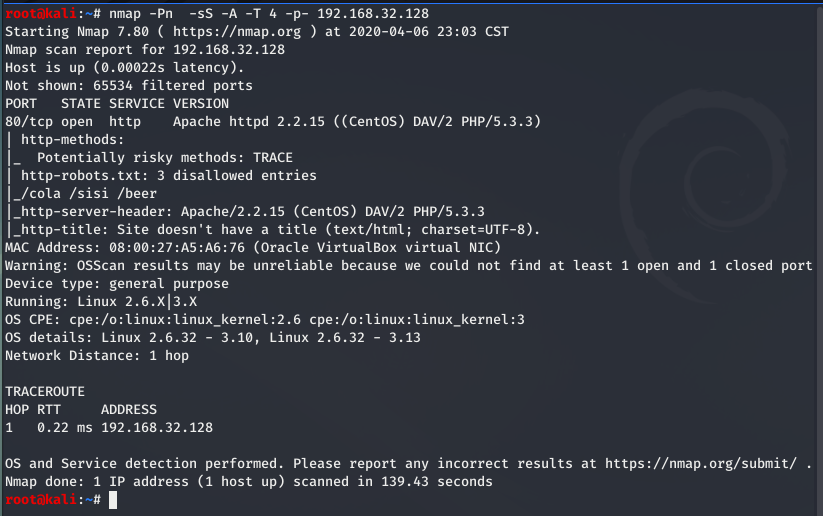 root@kali:~# nmap -Pn  -sS -A -T 4 -p- 192.168.32.128
Starting Nmap 7.80 ( https://nmap.org ) at 2020-04-06 23:03 CST
Nmap scan report for 192.168.32.128
Host is up (0.00022s latency).
Not shown: 65534 filtered ports
PORT   STATE SERVICE VERSION
80/tcp open  http    Apache httpd 2.2.15 ((CentOS) DAV/2 PHP/5.3.3)
| http-methods:
|_  Potentially risky methods: TRACE
| http-robots.txt: 3 disallowed entries
|_/cola /sisi /beer
|_http-server-header: Apache/2.2.15 (CentOS) DAV/2 PHP/5.3.3
|_http-title: Site doesn't have a title (text/html; charset=UTF-8).
MAC Address: 08:00:27:A5:A6:76 (Oracle VirtualBox virtual NIC)
Warning: OSScan results may be unreliable because we could not find at least 1 open and 1 closed port
Device type: general purpose
Running: Linux 2.6.X|3.X
OS CPE: cpe:/o:linux:linux_kernel:2.6 cpe:/o:linux:linux_kernel:3
OS details: Linux 2.6.32 - 3.10, Linux 2.6.32 - 3.13
Network Distance: 1 hop

TRACEROUTE
HOP RTT     ADDRESS
1   0.22 ms 192.168.32.128

OS and Service detection performed. Please report any incorrect results at https://nmap.org/submit/ .
Nmap done: 1 IP address (1 host up) scanned in 139.43 seconds
root@kali:~#